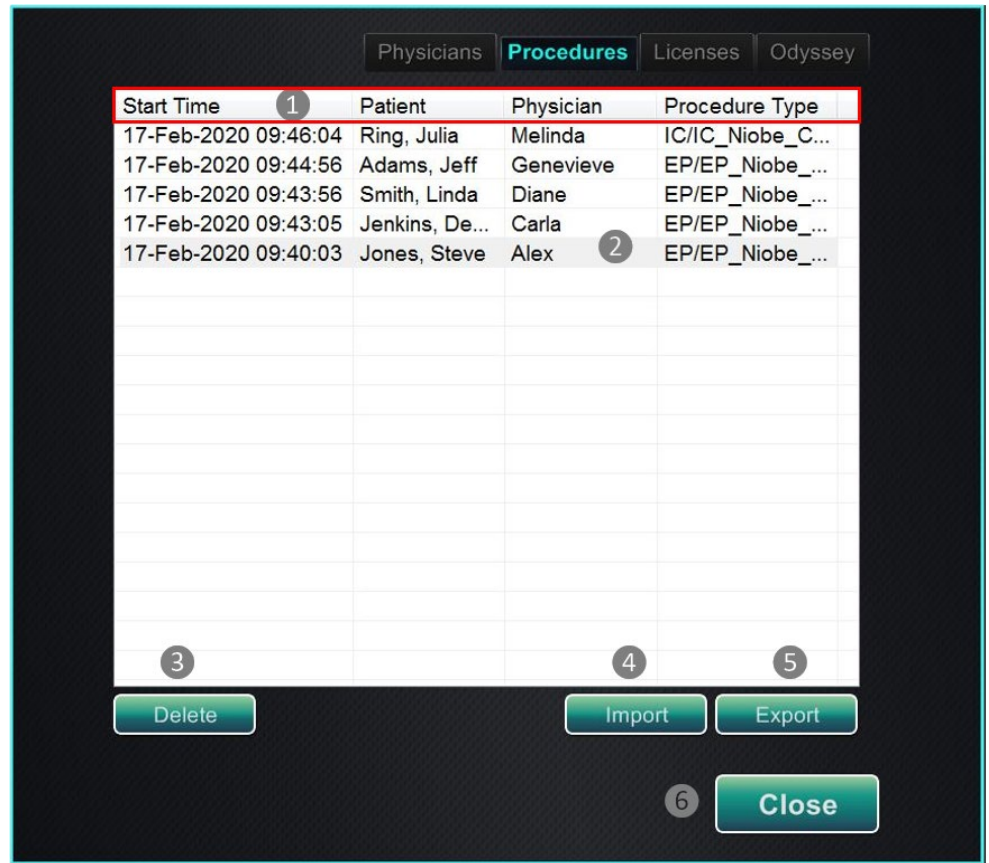 Physicians Procedures Licenses Odyssey
Start Time 1 Patient Physician Procedure Type
17-Feb-2020 09:46:04 Ring, Julia Melinda IC/IC_Niobe_C...
17-Feb-2020 09:44:56 Adams, Jeff Genevieve EP/EP_Niobe_...
17-Feb-2020 09:43:56 Smith, Linda Diane EP/EP_Niobe_...
17-Feb-2020 09:43:05 Jenkins, De... Carla EP/EP_Niobe_...
17-Feb-2020 09:40:03 Jones, Steve Alex 2 EP/EP_Niobe_...
3 4 5
Delete Import Export
6 Close